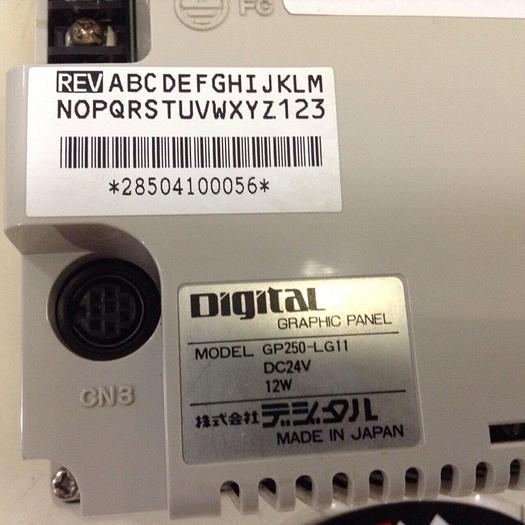 FG
REV ABCDEFGHIJKLM
NOPQRSTUVWXYZ123
*28504100056*
CN3
Digital
GRAPHIC PANEL
MODEL GP250-LG11
DC24V
12W
株式会社デジタル
MADE IN JAPAN